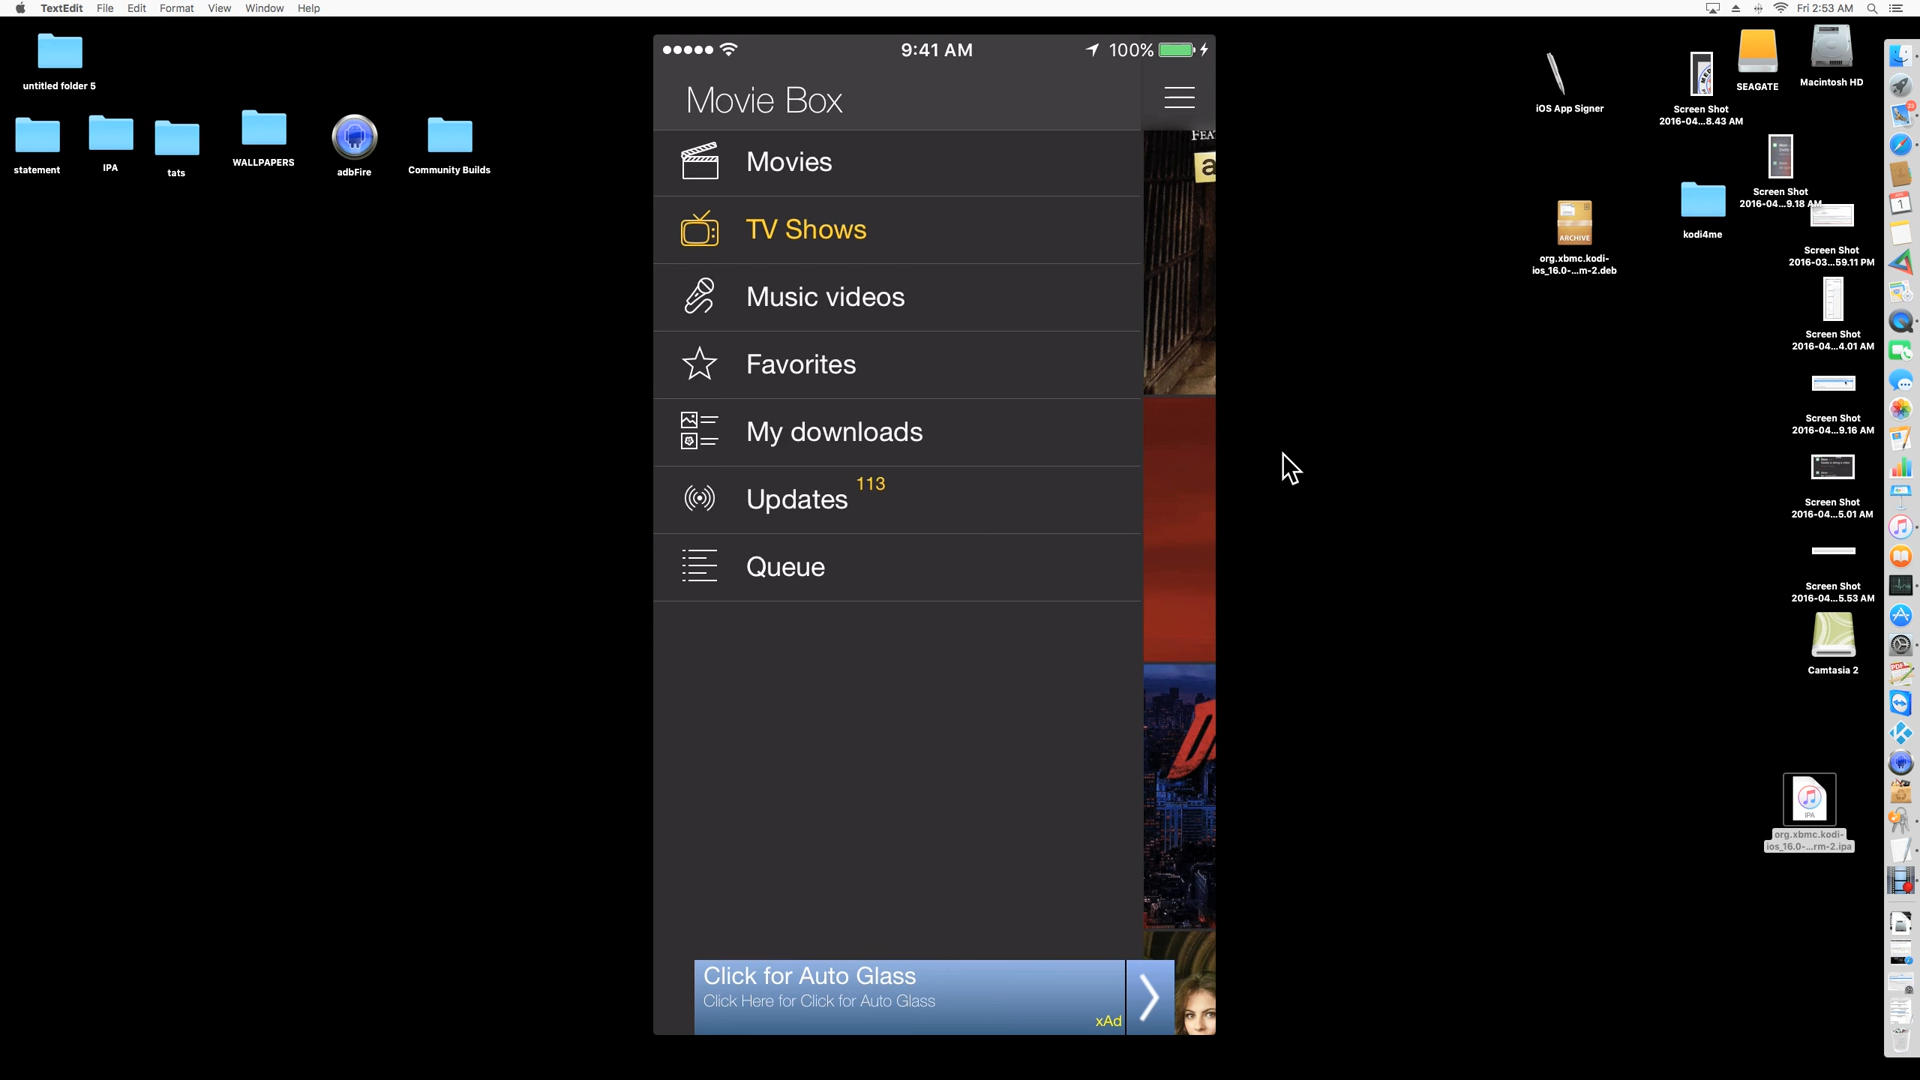 TextEdit File Edit Format View Window Help
Fri 2:53 AM
untitled folder 5
statement
IPA
tats
WALLPAPERS
adbFire
Community Builds
9:41 AM
100%
Movie Box
Movies
TV Shows
Music videos
Favorites
My downloads
Updates 113
Queue
FEAT
a
Click for Auto Glass
Click Here for Click for Auto Glass
xAd
iOS App Signer
Screen Shot
2016-04...8.43 AM
SEAGATE
Macintosh HD
Screen Shot
2016-04...9.18 AM
ARCHIVE
org.xbmc.kodi-
ios_16.0-...m-2.deb
kodi4me
Screen Shot
2016-03...59.11 PM
Screen Shot
2016-04...4.01 AM
Screen Shot
2016-04...9.16 AM
Screen Shot
2016-04...5.01 AM
Screen Shot
2016-04...5.53 AM
Camtasia 2
IPA
org.xbmc.kodi-
ios_16.0-...rm-2.ipa